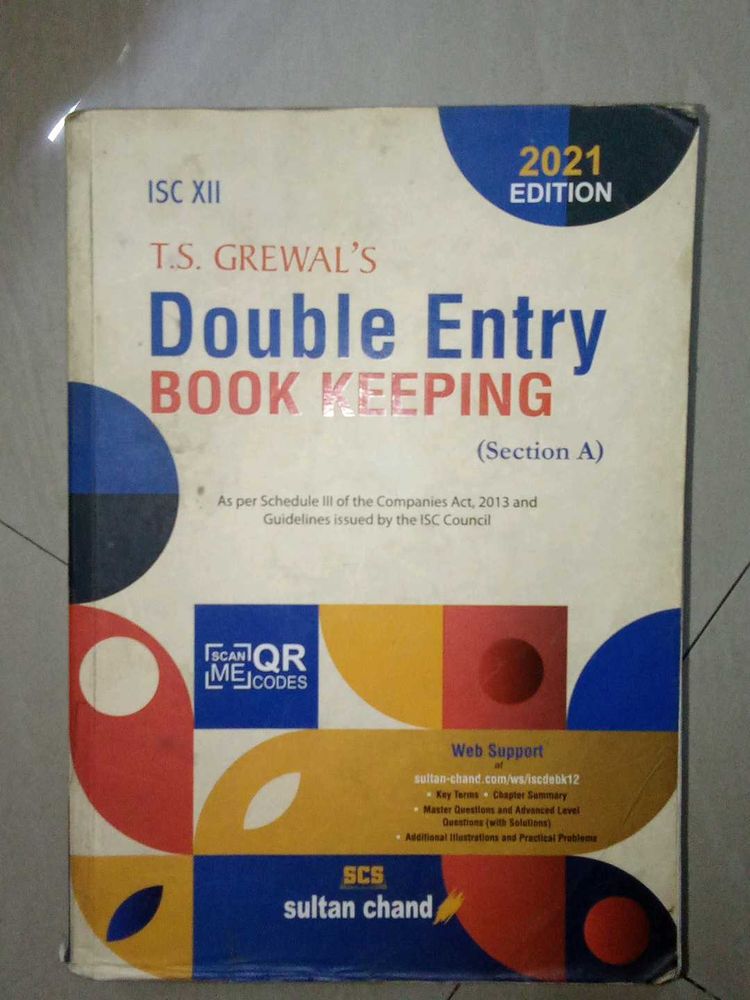 2021
EDITION
ISC XII
T.S. GREWAL'S
Double Entry
BOOK KEEPING
(Section A)
As per Schedule III of the Companies Act, 2013 and
Guidelines issued by the ISC Council
SCAN
ME
QR
CODES
Web Support
at
sultan-chand.com/ws/iscdebk12
• Key Terms • Chapter Summary
• Master Questions and Advanced Level
Questions (with Solutions)
• Additional Illustrations and Practical Problems
SCS
sultan chand